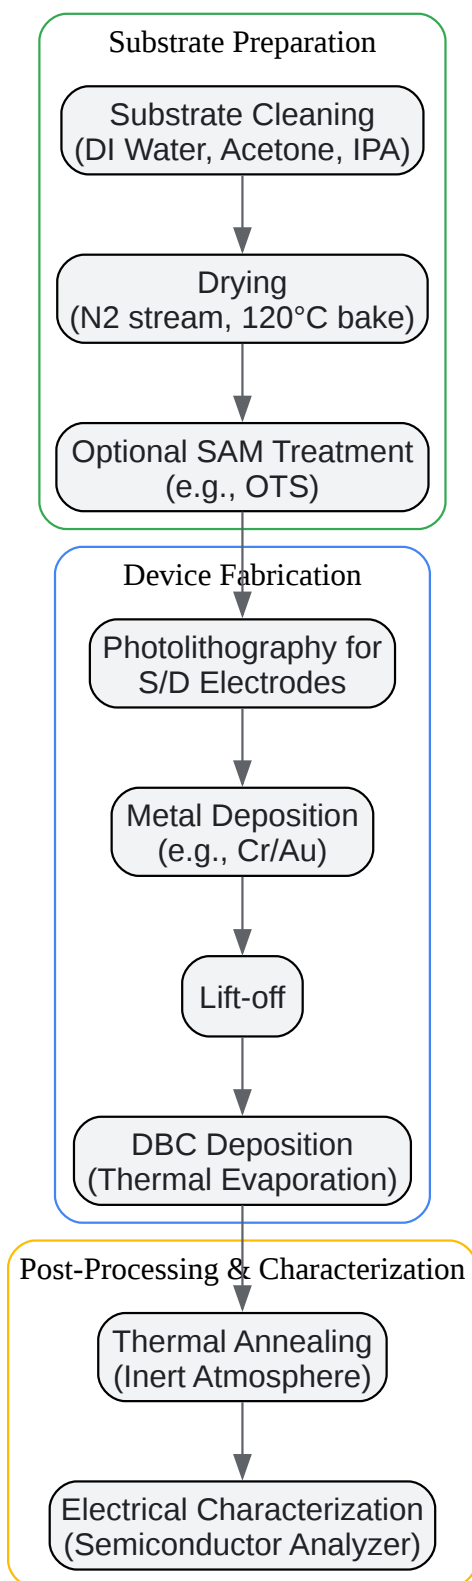 Substrate Preparation
Substrate Cleaning
(DI Water, Acetone, IPA)
Drying
(N2 stream, 120°C bake)
Optional SAM Treatment
(e.g., OTS)
Device Fabrication
Photolithography for
S/D Electrodes
Metal Deposition
(e.g., Cr/Au)
Lift-off
DBC Deposition
(Thermal Evaporation)
Post-Processing & Characterization
Thermal Annealing
(Inert Atmosphere)
Electrical Characterization
(Semiconductor Analyzer)